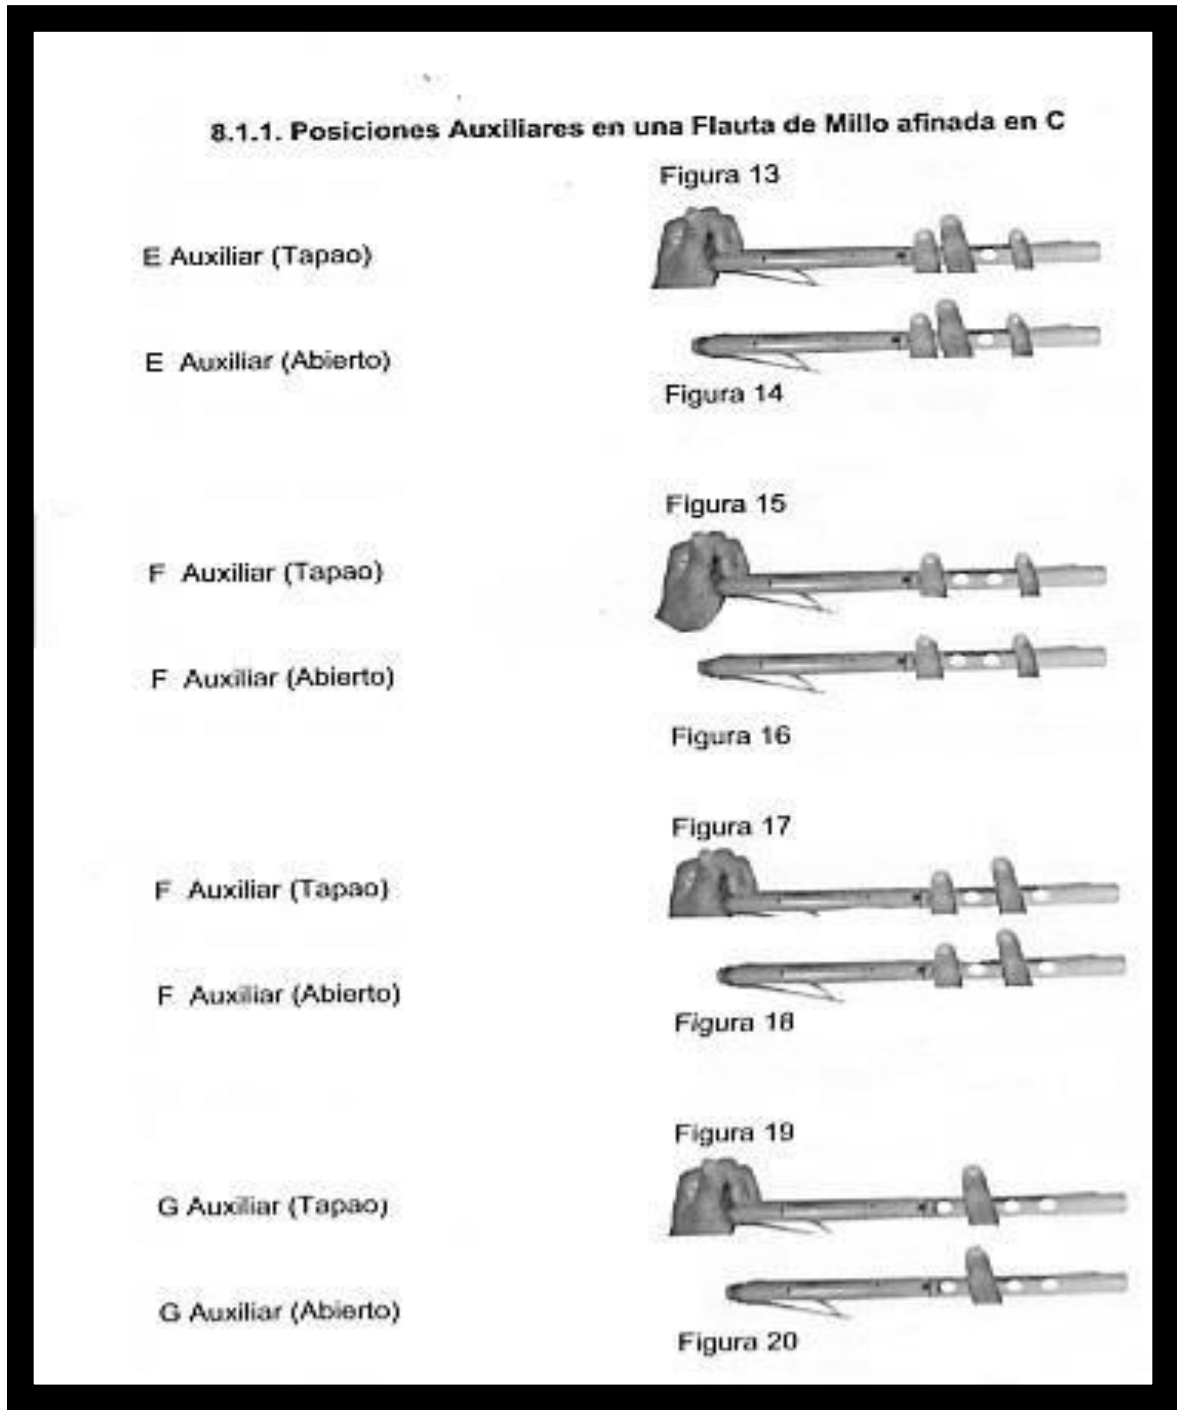 8.1.1. Posiciones Auxiliares en una Flauta de Millo afinada en C
Figura 13
E Auxiliar (Tapao)
E Auxiliar (Abierto)
Figura 14
Figura 15
F Auxiliar (Tapao)
F Auxiliar (Abierto)
Figura 16
Figura 17
F Auxiliar (Tapao)
F Auxiliar (Abierto)
Figura 18
Figura 19
G Auxiliar (Tapao)
G Auxiliar (Abierto)
Figura 20